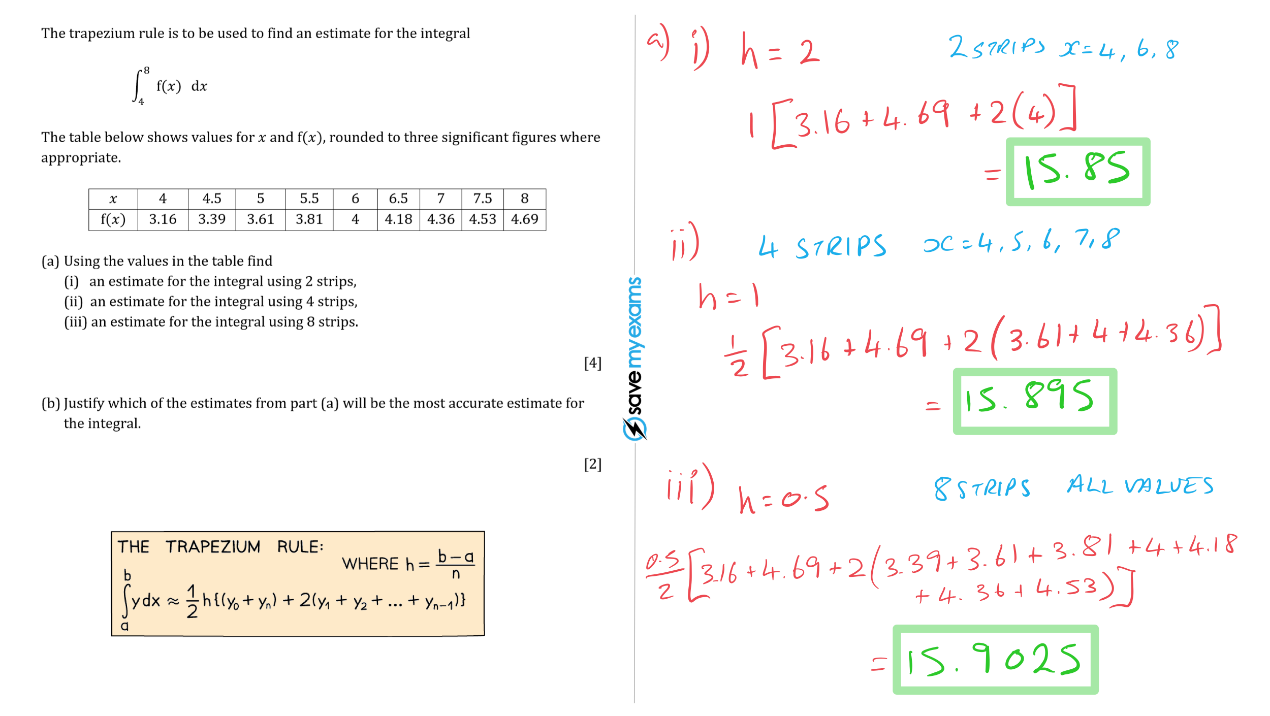 The trapezium rule is to be used to find an estimate for the integral
∫₄⁸ f(x) dx
The table below shows values for x and f(x), rounded to three significant figures where
appropriate.
x 4 4.5 5 5.5 6 6.5 7 7.5 8
f(x) 3.16 3.39 3.61 3.81 4 4.18 4.36 4.53 4.69
(a) Using the values in the table find
(i) an estimate for the integral using 2 strips,
(ii) an estimate for the integral using 4 strips,
(iii) an estimate for the integral using 8 strips.
[4]
(b) Justify which of the estimates from part (a) will be the most accurate estimate for
the integral.
[2]
THE TRAPEZIUM RULE:
WHERE h = (b−a)/n
∫ₐᵇ y dx ≈ 1/2 h{(y₀ + yₙ) + 2(y₁ + y₂ + ... + yₙ₋₁)}
save my exams
a) i) h = 2 2 STRIPS x = 4, 6, 8
1 [3.16 + 4.69 + 2(4)]
= 15.85
ii) 4 STRIPS x = 4, 5, 6, 7, 8
h = 1
1/2 [3.16 + 4.69 + 2(3.61 + 4 + 4.36)]
= 15.895
iii) h = 0.5 8 STRIPS ALL VALUES
0.5/2 [3.16 + 4.69 + 2(3.39 + 3.61 + 3.81 + 4 + 4.18
+ 4.36 + 4.53)]
= 15.9025